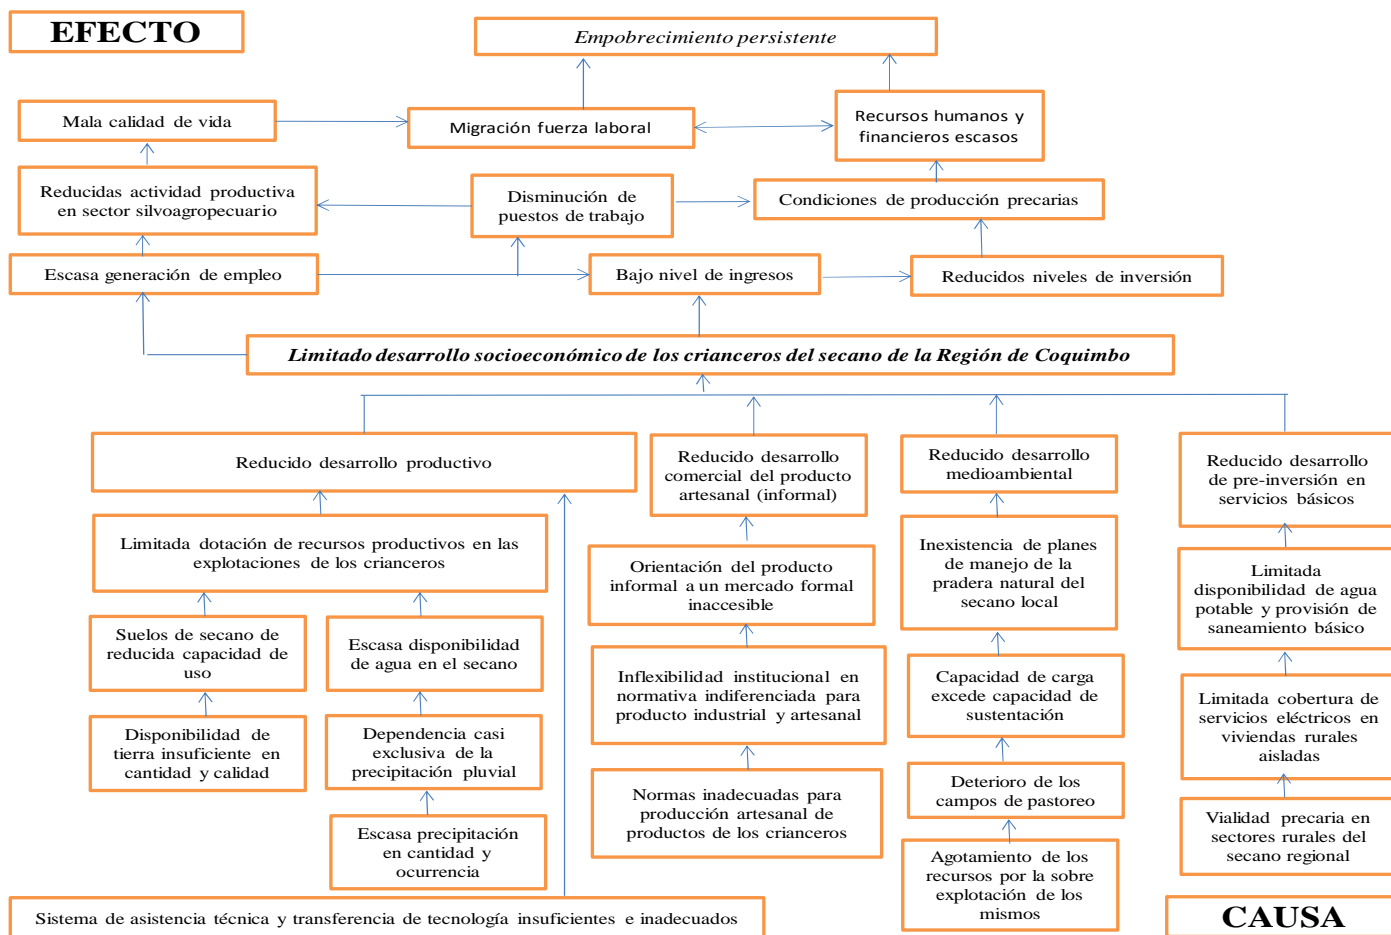 EFECTO
Empobrecimiento persistente
Mala calidad de vida
Migración fuerza laboral
Recursos humanos y
financieros escasos
Reducidas actividad productiva
en sector silvoagropecuario
Disminución de
puestos de trabajo
Condiciones de producción precarias
Escasa generación de empleo
Bajo nivel de ingresos
Reducidos niveles de inversión
Limitado desarrollo socioeconómico de los crianceros del secano de la Región de Coquimbo
Reducido desarrollo productivo
Reducido desarrollo
comercial del producto
artesanal (informal)
Reducido desarrollo
medioambiental
Reducido desarrollo
de pre-inversión en
servicios básicos
Limitada dotación de recursos productivos en las
explotaciones de los crianceros
Orientación del producto
informal a un mercado formal
inaccesible
Inexistencia de planes
de manejo de la
pradera natural del
secano local
Limitada
disponibilidad de agua
potable y provisión de
saneamiento básico
Suelos de secano de
reducida capacidad de
uso
Escasa disponibilidad
de agua en el secano
Inflexibilidad institucional en
normativa indiferenciada para
producto industrial y artesanal
Capacidad de carga
excede capacidad de
sustentación
Limitada cobertura de
servicios eléctricos en
viviendas rurales
aisladas
Disponibilidad de
tierra insuficiente en
cantidad y calidad
Dependencia casi
exclusiva de la
precipitación pluvial
Normas inadecuadas para
producción artesanal de
productos de los crianceros
Deterioro de los
campos de pastoreo
Vialidad precaria en
sectores rurales del
secano regional
Escasa precipitación
en cantidad y
ocurrencia
Agotamiento de los
recursos por la sobre
explotación de los
mismos
Sistema de asistencia técnica y transferencia de tecnología insuficientes e inadecuados
CAUSA